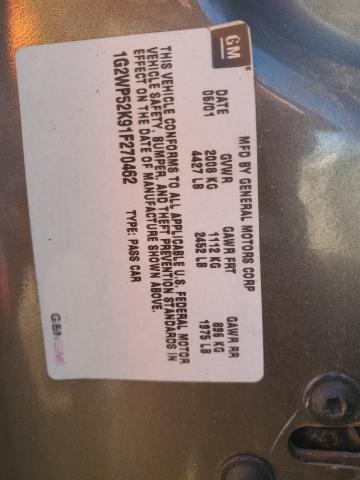 GM
MFD BY GENERAL MOTORS CORP
DATE GVWR GAWR FRT GAWR RR
06/01 2008 KG 1112 KG 896 KG
4427 LB 2452 LB 1975 LB
THIS VEHICLE CONFORMS TO ALL APPLICABLE U.S. FEDERAL MOTOR
VEHICLE SAFETY, BUMPER, AND THEFT PREVENTION STANDARDS IN
EFFECT ON THE DATE OF MANUFACTURE SHOWN ABOVE.
1G2WP52K91F270462 TYPE: PASS CAR